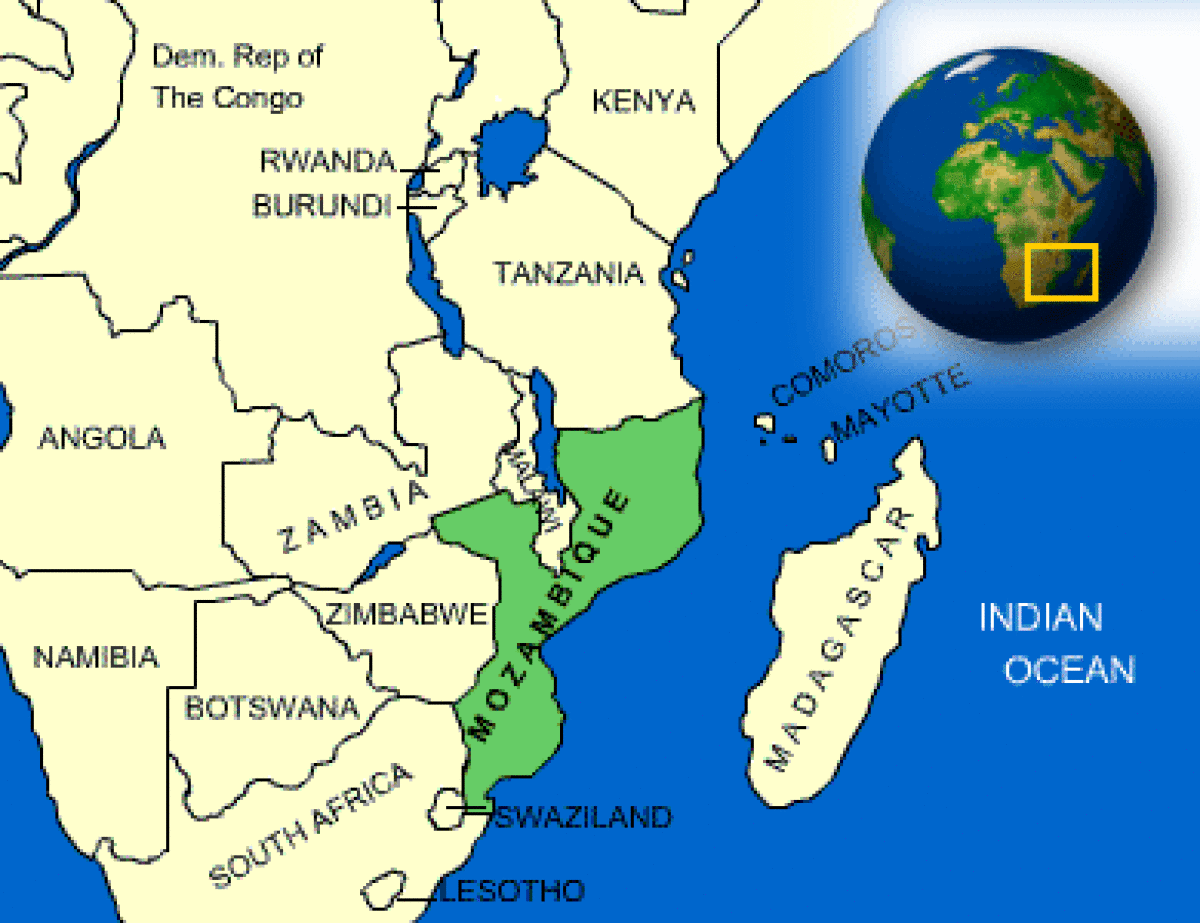 Dem. Rep of
The Congo
KENYA
RWANDA
BURUNDI
TANZANIA
COMOROS
MAYOTTE
ANGOLA
ZAMBIA
MALAWI
MOZAMBIQUE
MADAGASCAR
ZIMBABWE
INDIAN
OCEAN
NAMIBIA
BOTSWANA
SOUTH AFRICA
SWAZILAND
LESOTHO